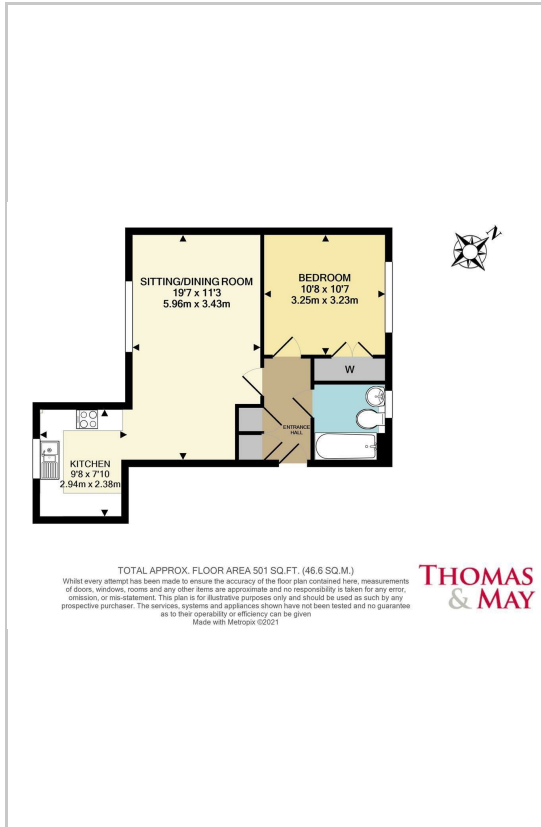 N
SITTING/DINING ROOM
19'7 x 11'3
5.96m x 3.43m
BEDROOM
10'8 x 10'7
3.25m x 3.23m
W
ENTRANCE
HALL
KITCHEN
9'8 x 7'10
2.94m x 2.38m
TOTAL APPROX. FLOOR AREA 501 SQ.FT. (46.6 SQ.M.)
Whilst every attempt has been made to ensure the accuracy of the floor plan contained here, measurements
of doors, windows, rooms and any other items are approximate and no responsibility is taken for any error,
omission, or mis-statement. This plan is for illustrative purposes only and should be used as such by any
prospective purchaser. The services, systems and appliances shown have not been tested and no guarantee
as to their operability or efficiency can be given
Made with Metropix ©2021
THOMAS
& MAY